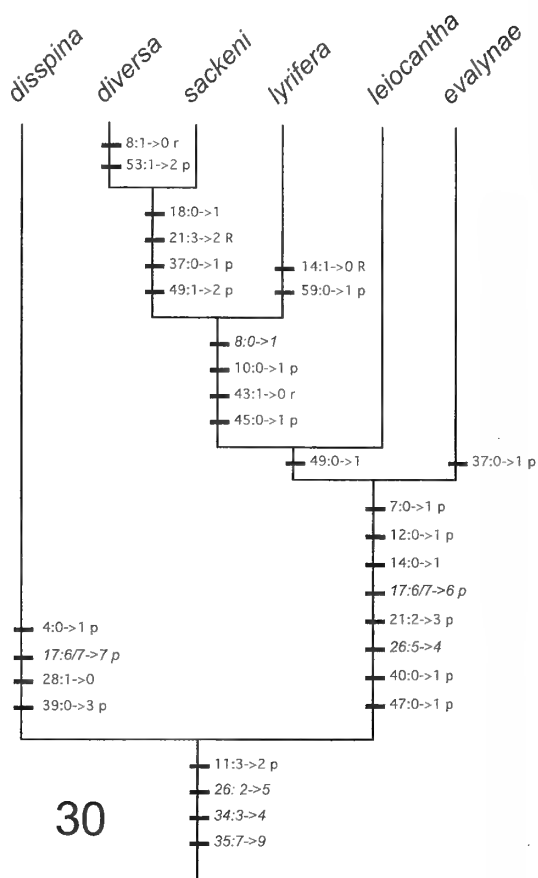 disspina
diversa
sackeni
lyrifera
leiocantha
evalynae
8:1->0 r
53:1->2 p
18:0->1
21:3->2 R
37:0->1 p
49:1->2 p
14:1->0 R
59:0->1 p
8:0->1
10:0->1 p
43:1->0 r
45:0->1 p
49:0->1
37:0->1 p
7:0->1 p
12:0->1 p
14:0->1
17:6/7->6 p
21:2->3 p
26:5->4
40:0->1 p
47:0->1 p
4:0->1 p
17:6/7->7 p
28:1->0
39:0->3 p
11:3->2 p
26: 2->5
34:3->4
35:7->9
30